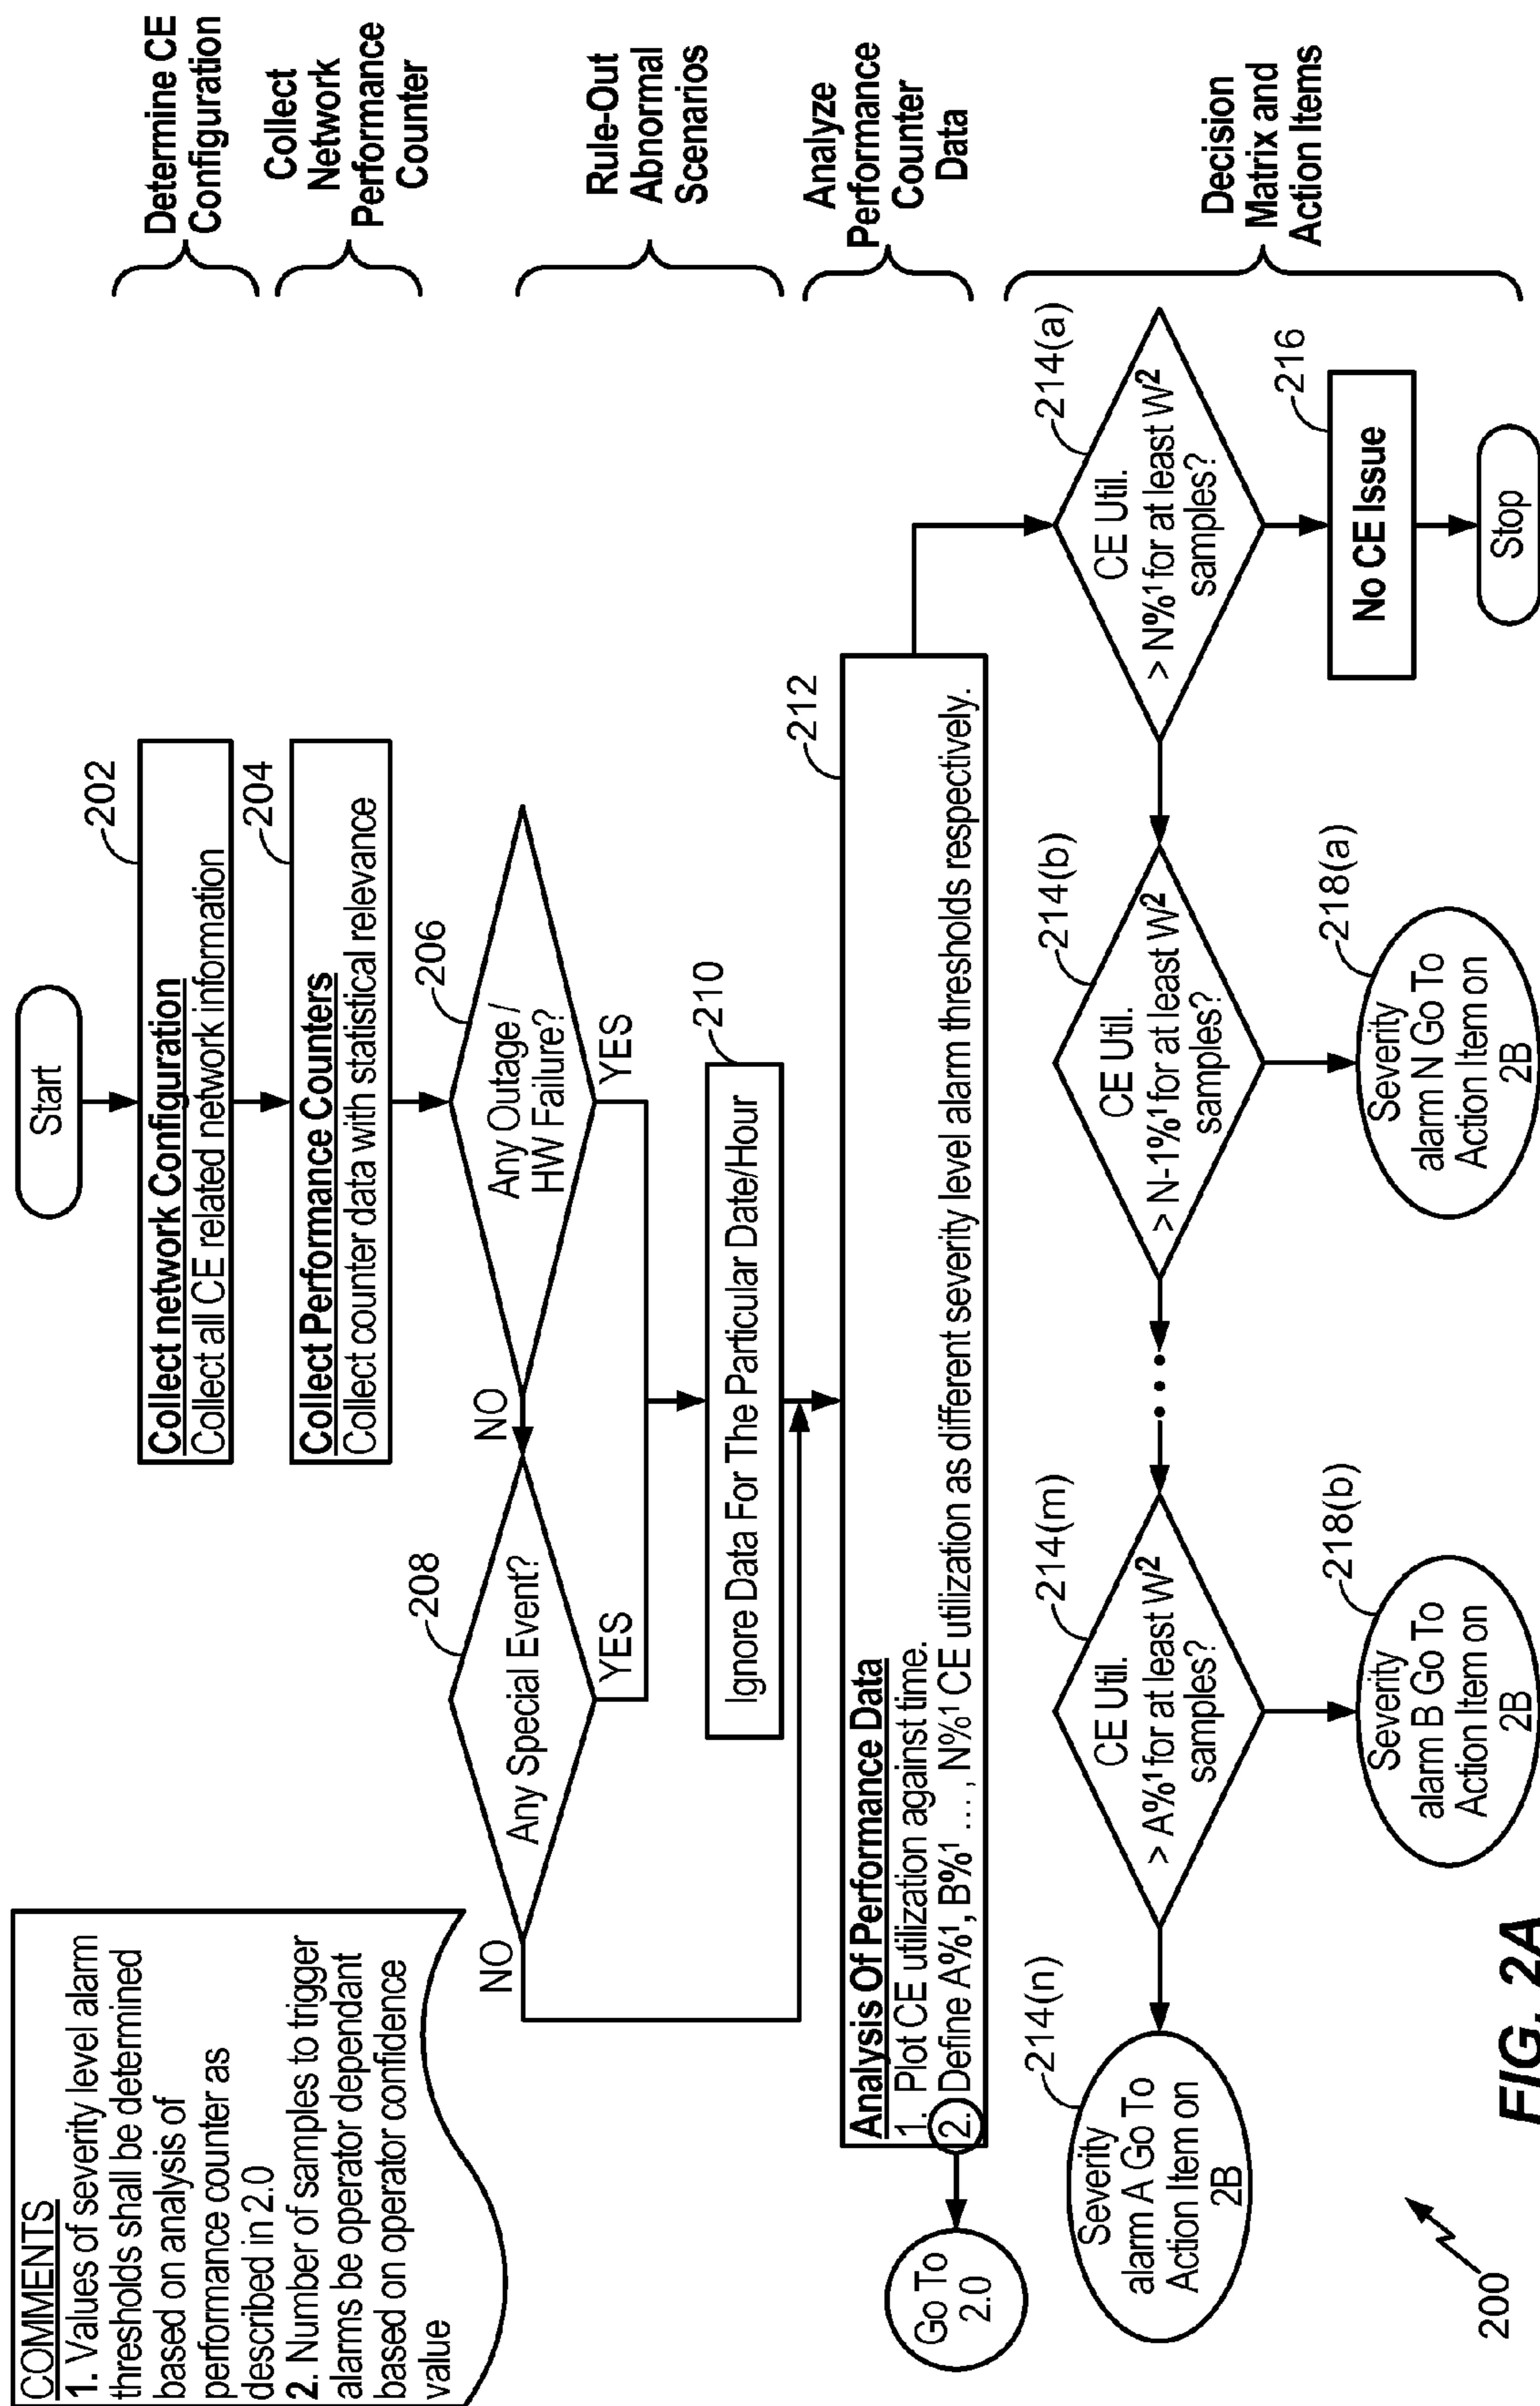 COMMENTS
1. Values of severity level alarm
thresholds shall be determined
based on analysis of
performance counter as
described in 2.0
2. Number of samples to trigger
alarms be operator dependant
based on operator confidence
value
Start
202
Collect network Configuration
Collect all CE related network information
204
Collect Performance Counters
Collect counter data with statistical relevance
206
Any Outage /
HW Failure?
NO
YES
208
Any Special Event?
NO
YES
210
Ignore Data For The Particular Date/Hour
212
Analysis Of Performance Data
1. Plot CE utilization against time.
2. Define A%¹, B%¹ ..., N%¹ CE utilization as different severity level alarm thresholds respectively.
Go To
2.0
214(n)
Severity
alarm A Go To
Action Item on
2B
214(m)
CE Util.
> A%¹ for at least W²
samples?
218(b)
Severity
alarm B Go To
Action Item on
2B
• • •
214(b)
CE Util.
> N-1%¹ for at least W²
samples?
218(a)
Severity
alarm N Go To
Action Item on
2B
214(a)
CE Util.
> N%¹ for at least W²
samples?
216
No CE Issue
Stop
Determine CE
Configuration
Collect
Network
Performance
Counter
Rule-Out
Abnormal
Scenarios
Analyze
Performance
Counter
Data
Decision
Matrix and
Action Items
200
FIG. 2A